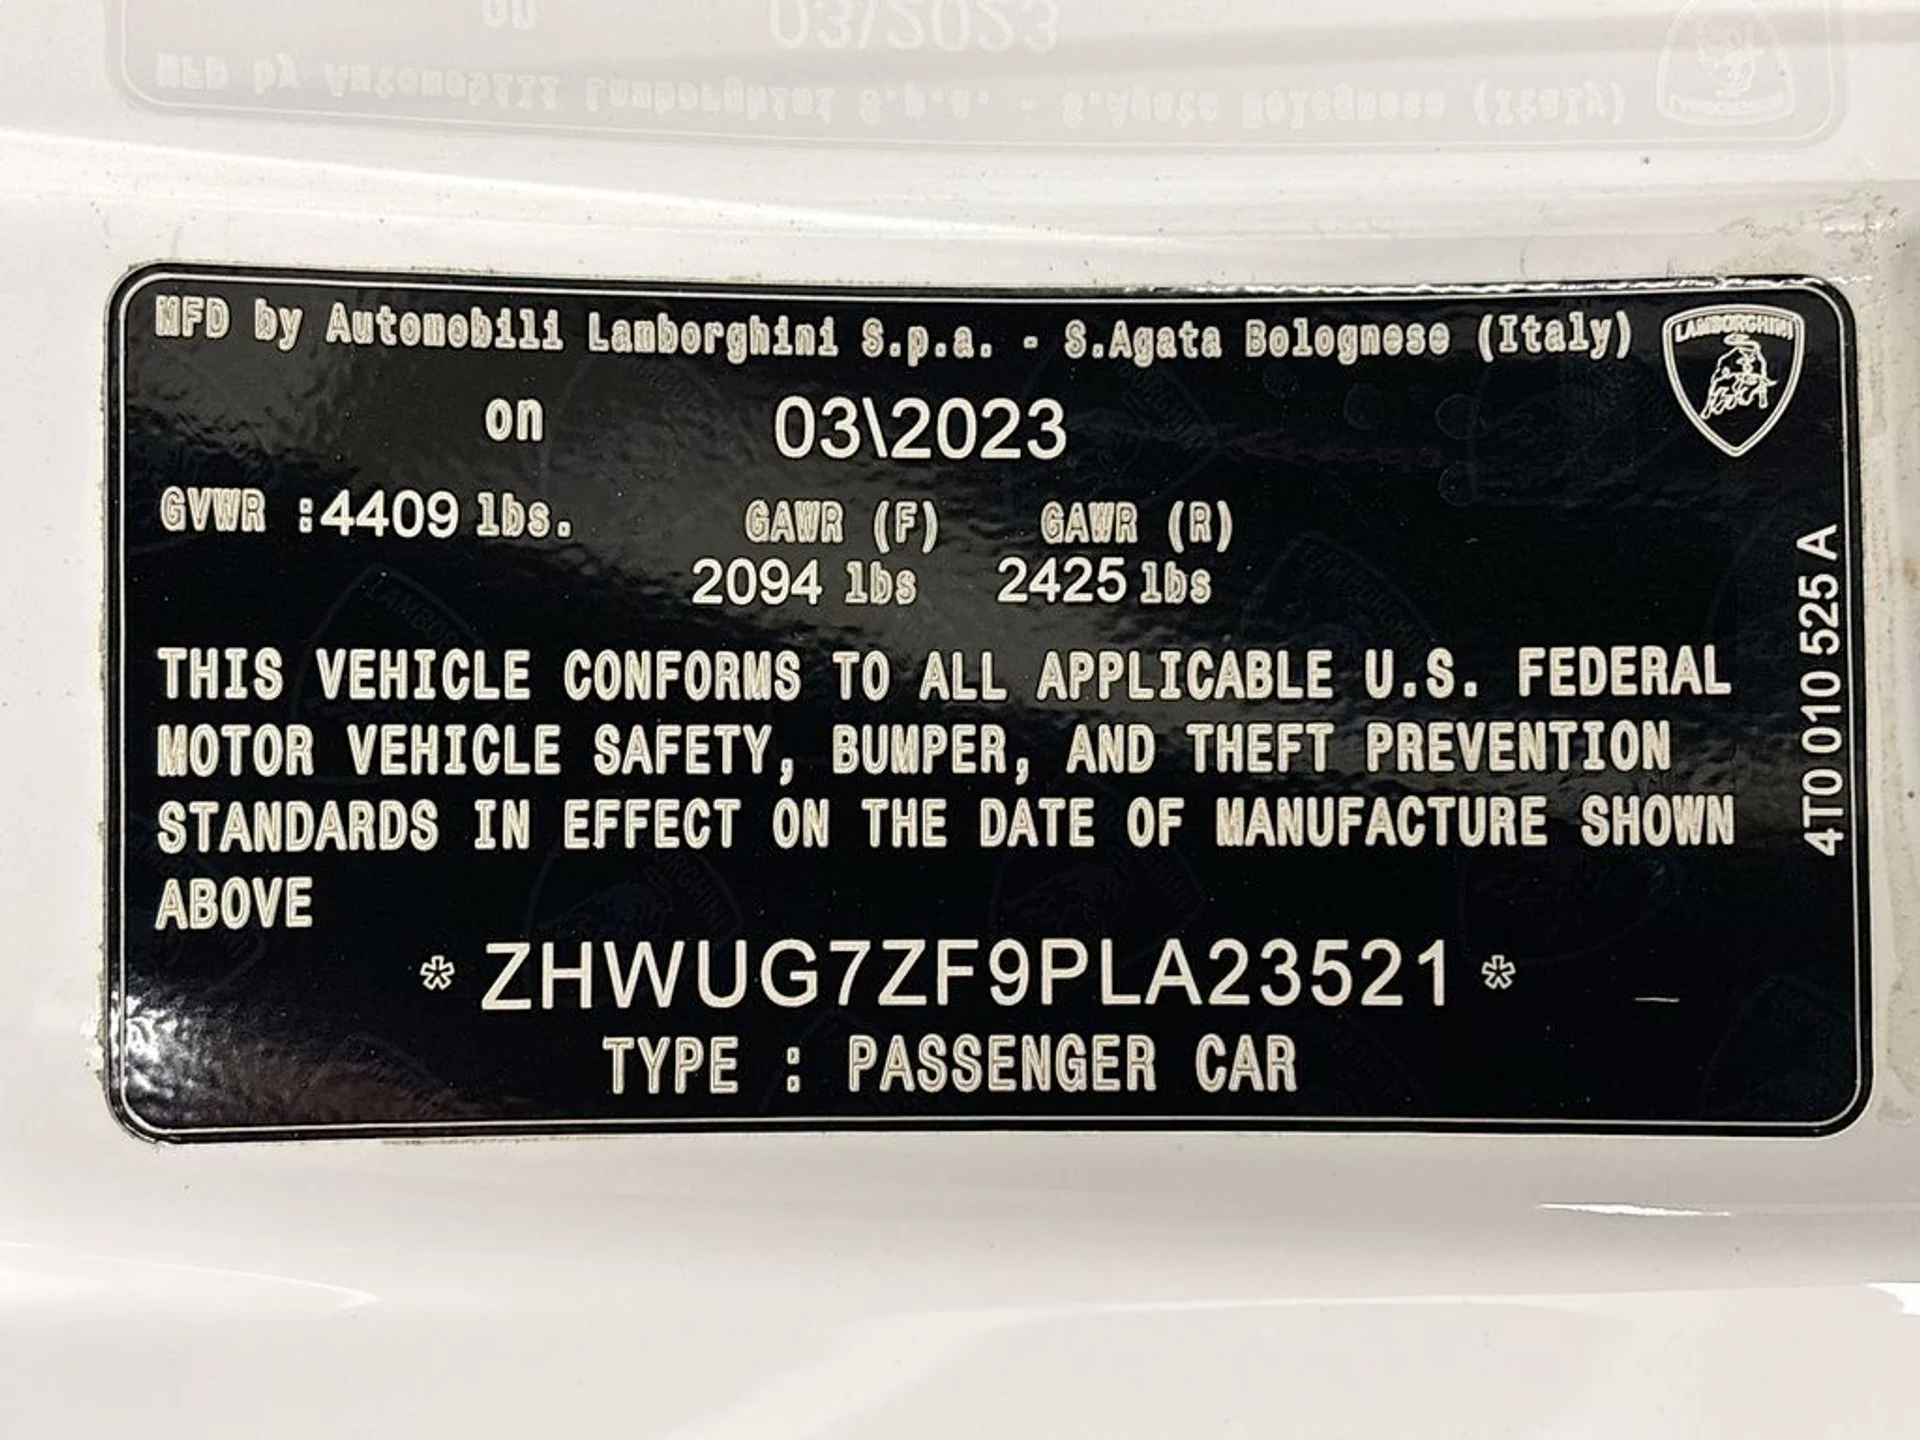 MFD by Automobili Lamborghini S.p.a. - S.Agata Bolognese (Italy)
LAMBORGHINI
on 03\2023
GVWR :4409 lbs. GAWR (F) GAWR (R)
2094 lbs 2425 lbs
THIS VEHICLE CONFORMS TO ALL APPLICABLE U.S. FEDERAL
MOTOR VEHICLE SAFETY, BUMPER, AND THEFT PREVENTION
STANDARDS IN EFFECT ON THE DATE OF MANUFACTURE SHOWN
ABOVE
* ZHWUG7ZF9PLA23521 *
TYPE : PASSENGER CAR
4T0 010 525 A